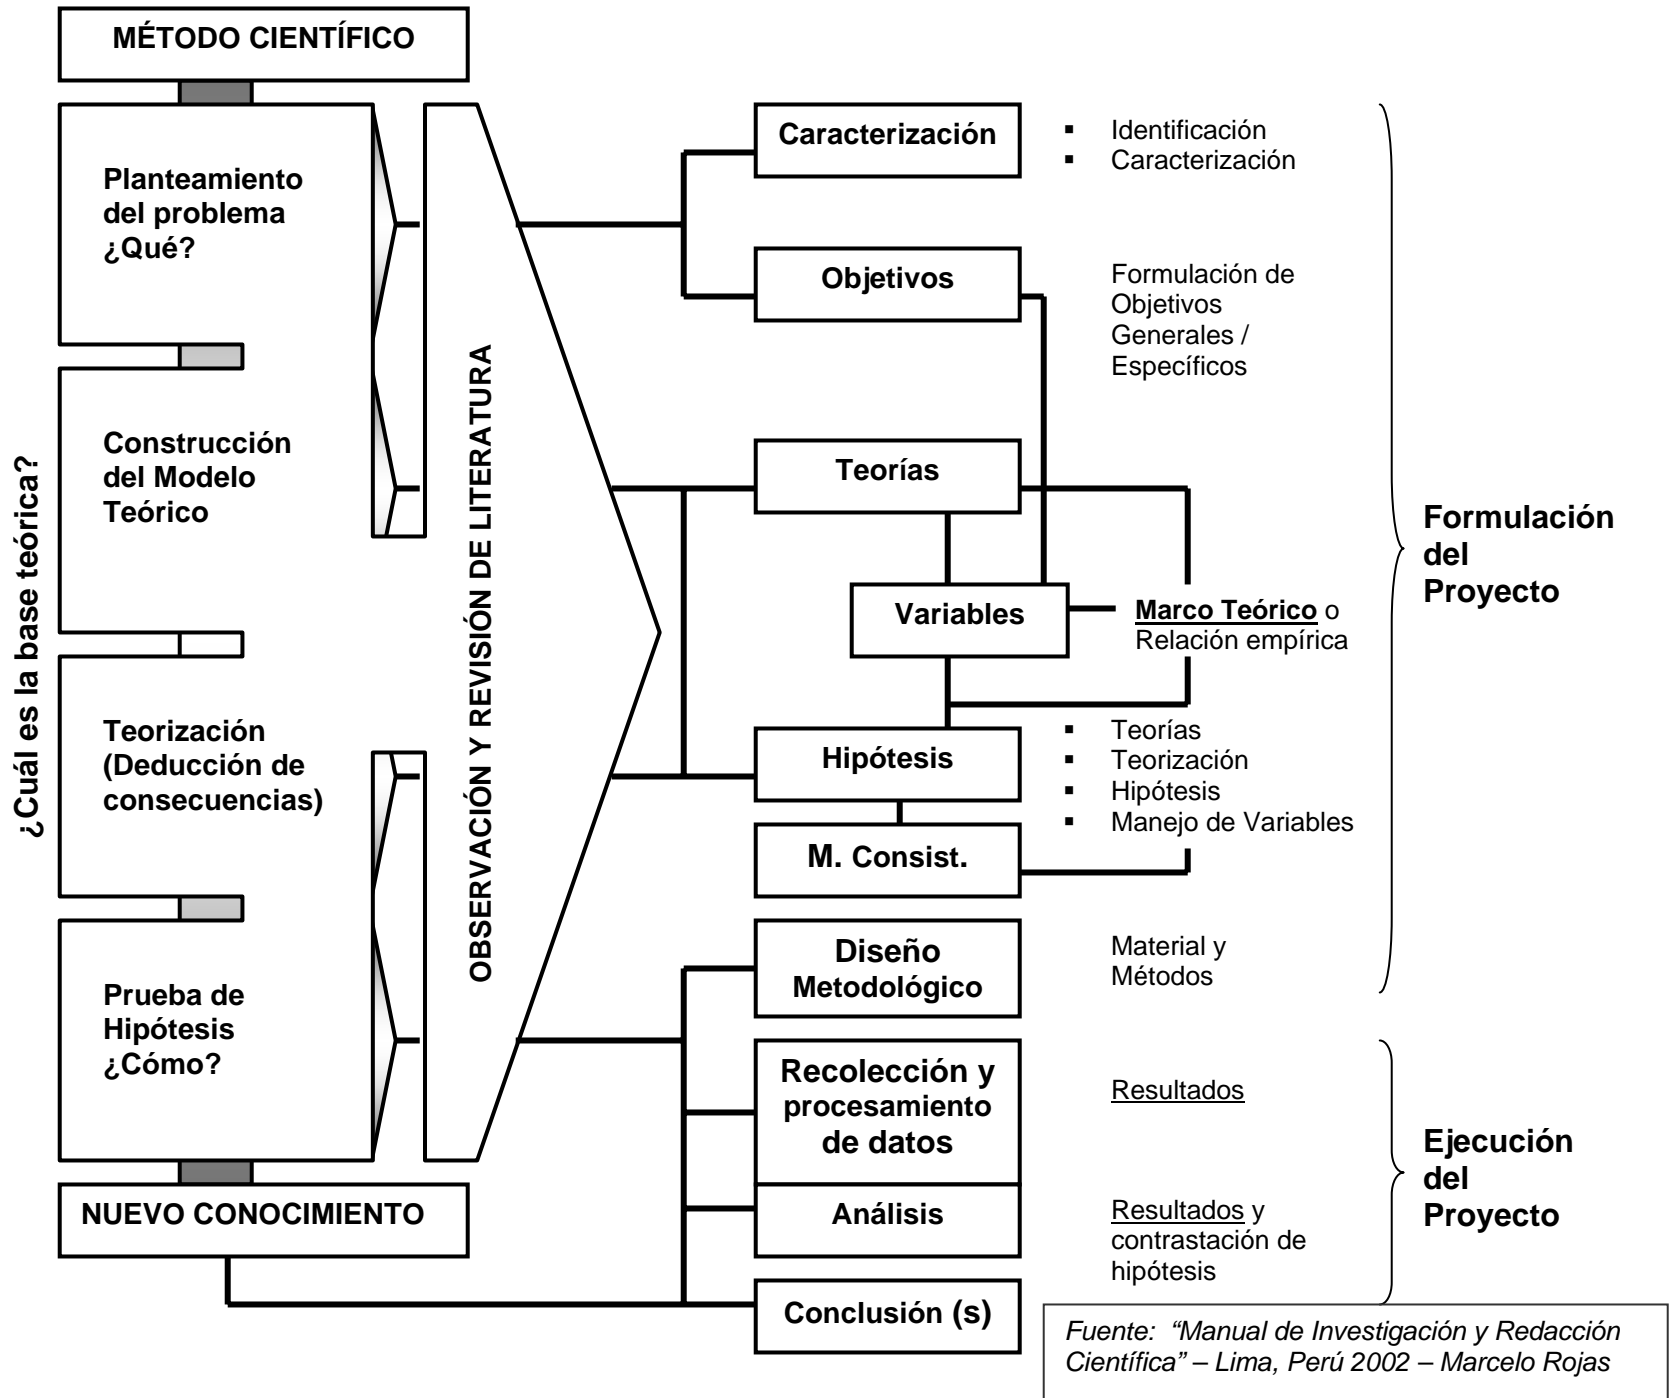 MÉTODO CIENTÍFICO
¿Cuál es la base teórica?
Planteamiento
del problema
¿Qué?
Construcción
del Modelo
Teórico
Teorización
(Deducción de
consecuencias)
Prueba de
Hipótesis
¿Cómo?
NUEVO CONOCIMIENTO
OBSERVACIÓN Y REVISIÓN DE LITERATURA
Caracterización
▪ Identificación
▪ Caracterización
Objetivos
Formulación de
Objetivos
Generales /
Específicos
Teorías
Variables
Marco Teórico o
Relación empírica
Hipótesis
▪ Teorías
▪ Teorización
▪ Hipótesis
▪ Manejo de Variables
M. Consist.
Diseño
Metodológico
Material y
Métodos
Formulación
del
Proyecto
Recolección y
procesamiento
de datos
Resultados
Análisis
Resultados y
contrastación de
hipótesis
Conclusión (s)
Ejecución
del
Proyecto
Fuente: “Manual de Investigación y Redacción
Científica” – Lima, Perú 2002 – Marcelo Rojas